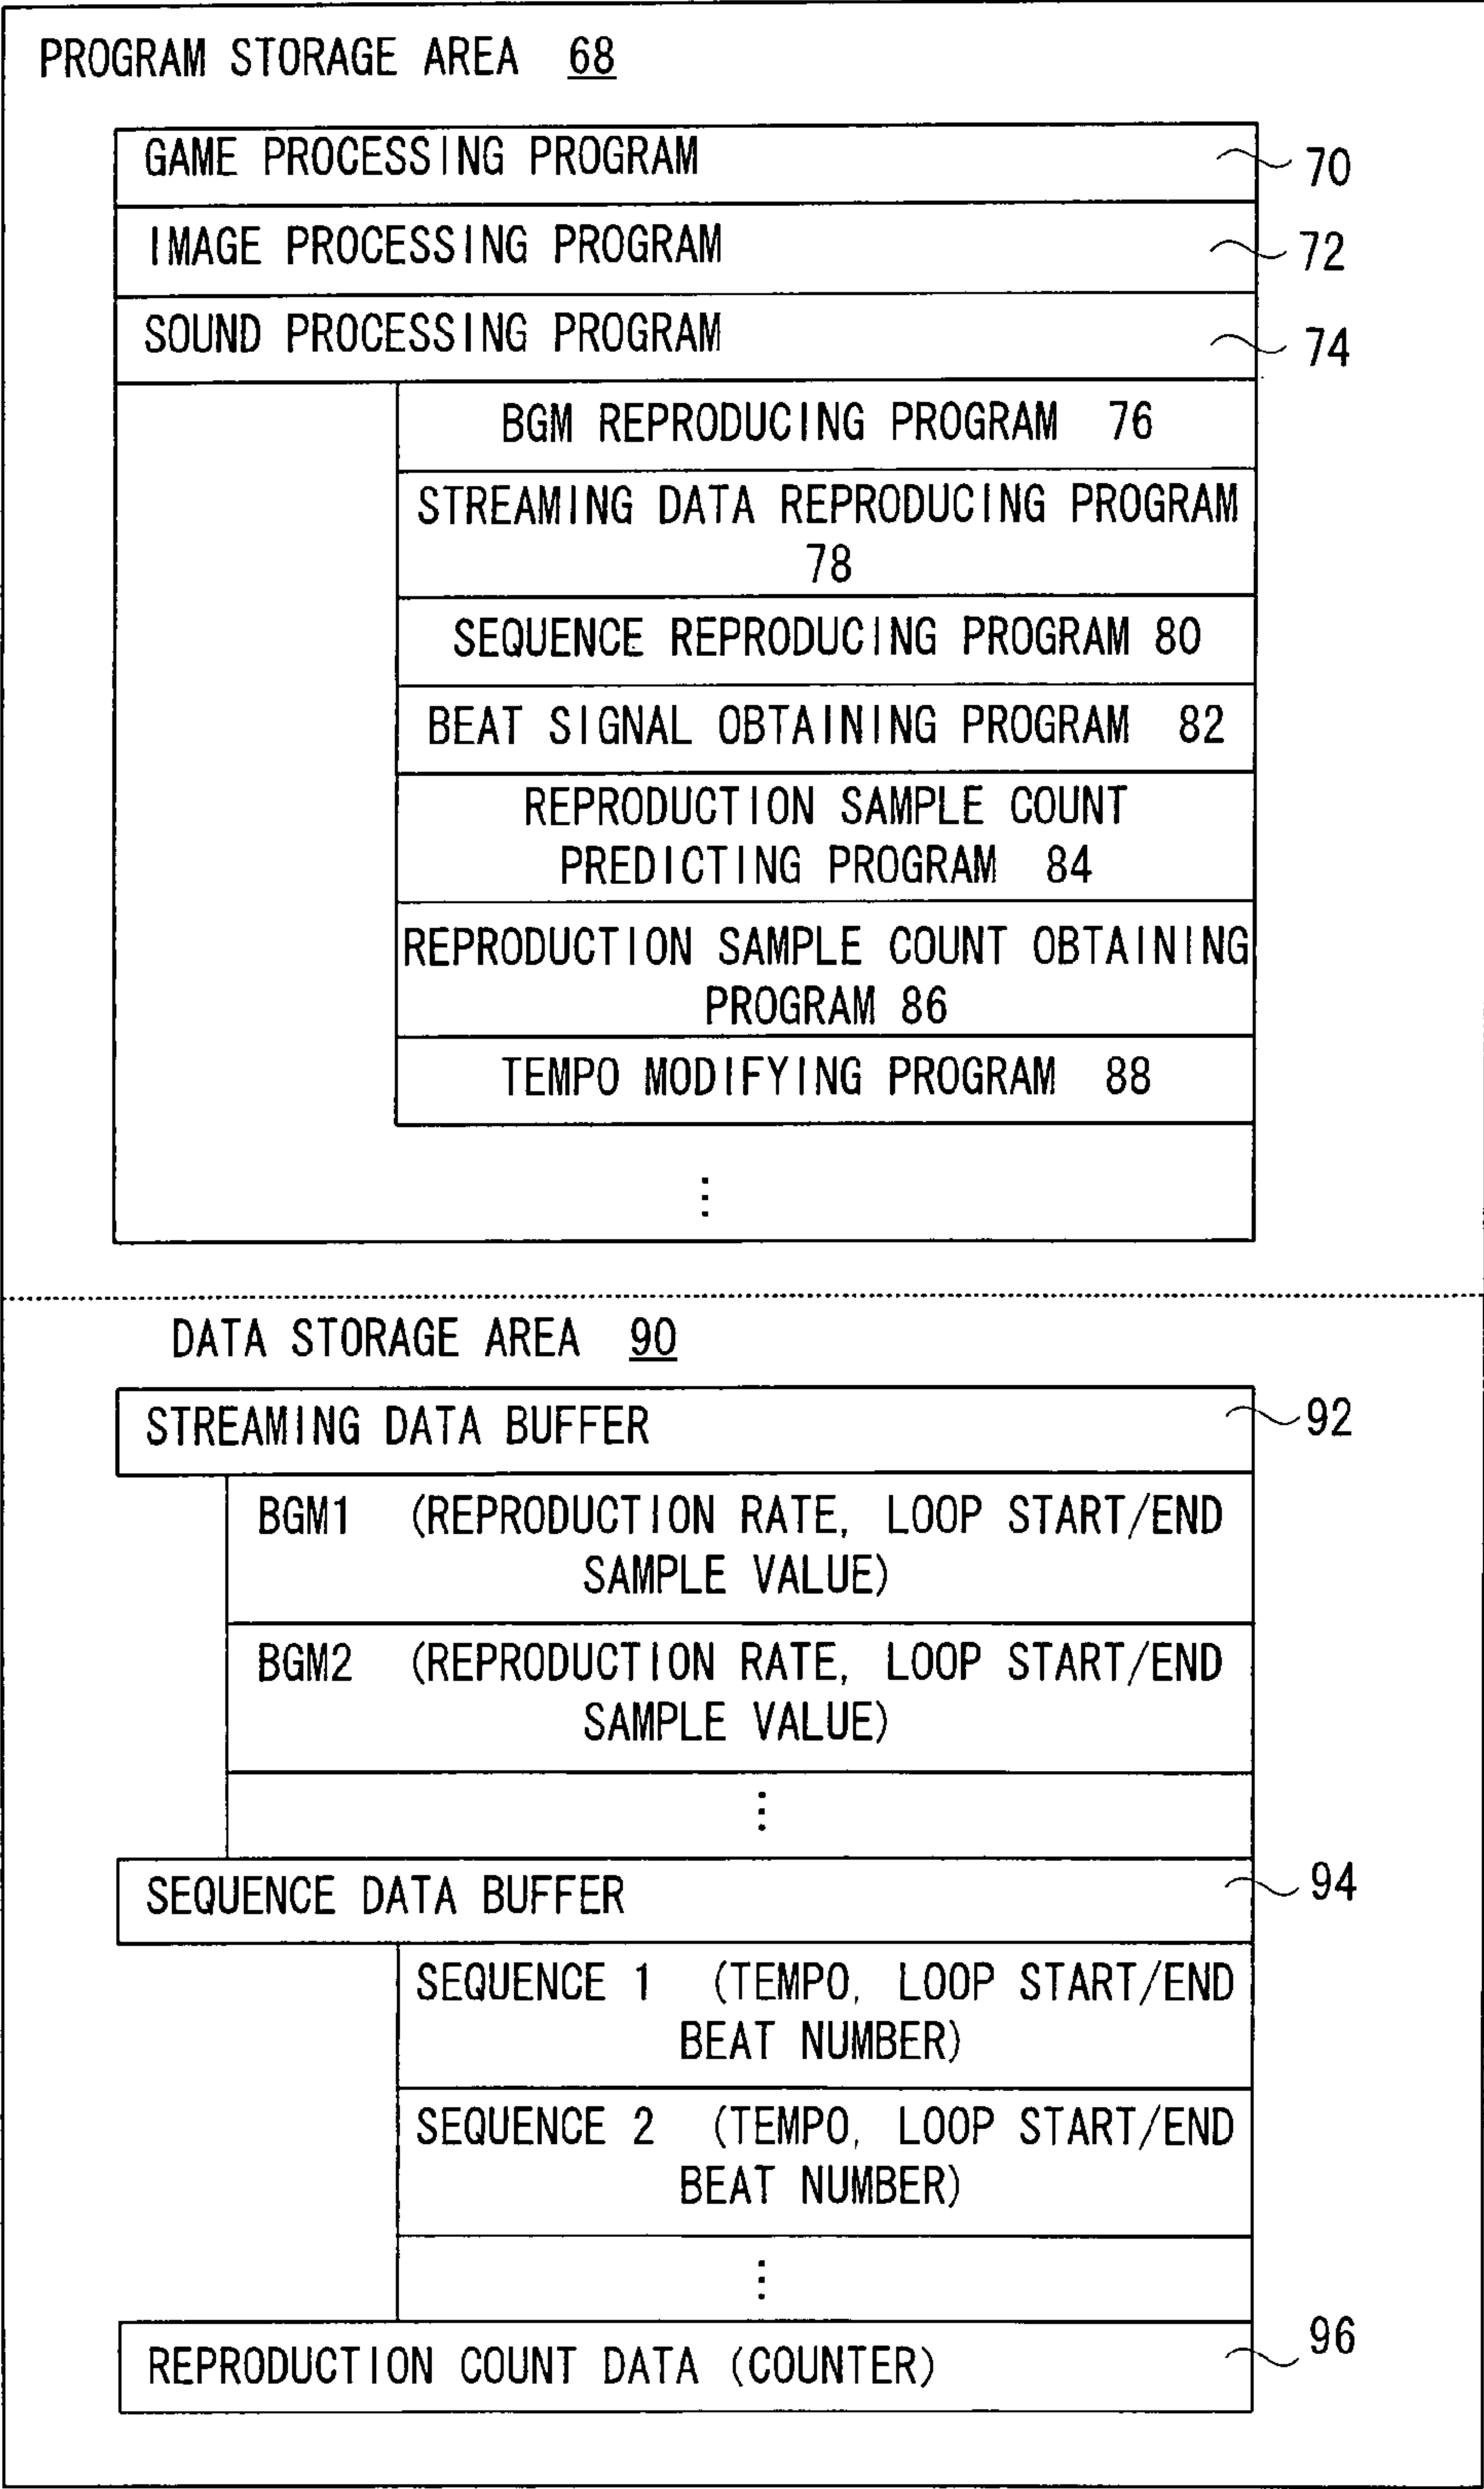 PROGRAM STORAGE AREA 68
GAME PROCESSING PROGRAM
70
IMAGE PROCESSING PROGRAM
72
SOUND PROCESSING PROGRAM
74
BGM REPRODUCING PROGRAM 76
STREAMING DATA REPRODUCING PROGRAM
78
SEQUENCE REPRODUCING PROGRAM 80
BEAT SIGNAL OBTAINING PROGRAM 82
REPRODUCTION SAMPLE COUNT
PREDICTING PROGRAM 84
REPRODUCTION SAMPLE COUNT OBTAINING
PROGRAM 86
TEMPO MODIFYING PROGRAM 88
⋮
DATA STORAGE AREA 90
STREAMING DATA BUFFER
92
BGM1 (REPRODUCTION RATE, LOOP START/END
SAMPLE VALUE)
BGM2 (REPRODUCTION RATE, LOOP START/END
SAMPLE VALUE)
⋮
SEQUENCE DATA BUFFER
94
SEQUENCE 1 (TEMPO, LOOP START/END
BEAT NUMBER)
SEQUENCE 2 (TEMPO, LOOP START/END
BEAT NUMBER)
⋮
REPRODUCTION COUNT DATA (COUNTER)
96